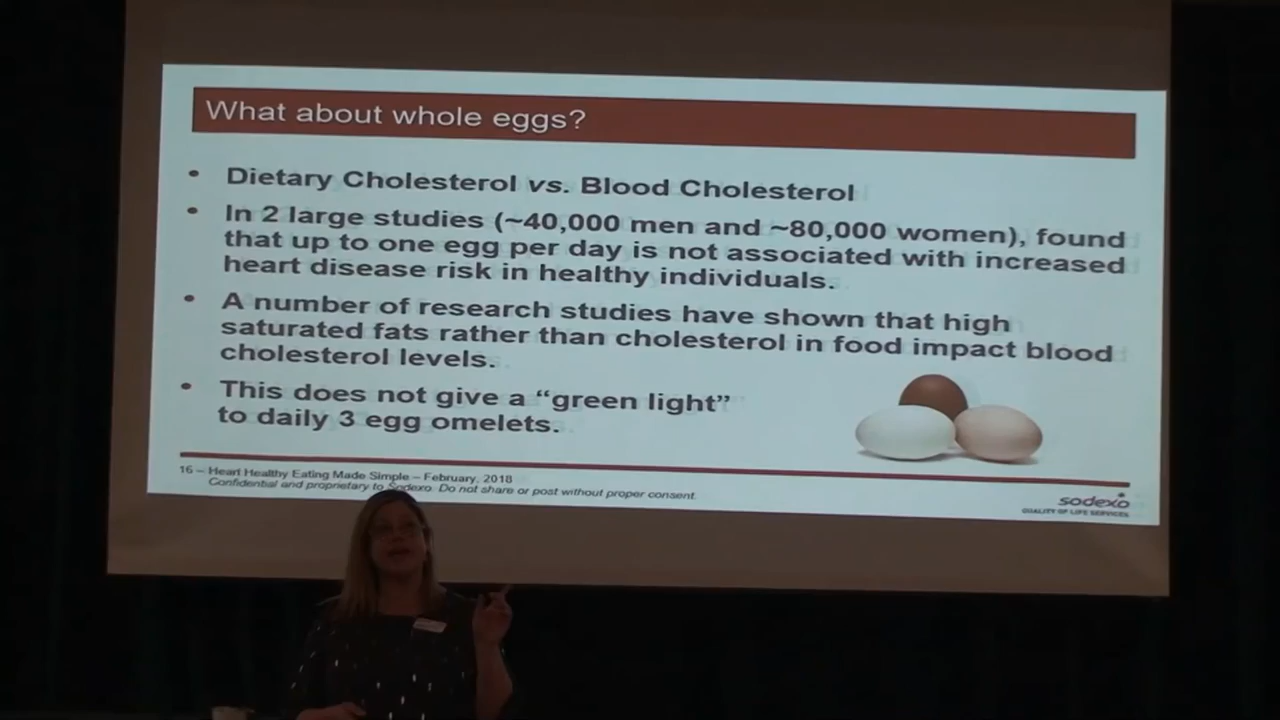 What about whole eggs?
• Dietary Cholesterol vs. Blood Cholesterol
• In 2 large studies (~40,000 men and ~80,000 women), found
that up to one egg per day is not associated with increased
heart disease risk in healthy individuals.
• A number of research studies have shown that high
saturated fats rather than cholesterol in food impact blood
cholesterol levels.
• This does not give a “green light”
to daily 3 egg omelets.
16 – Heart Healthy Eating Made Simple – February, 2018
Confidential and proprietary to Sodexo. Do not share or post without proper consent.
sodexo
QUALITY OF LIFE SERVICES